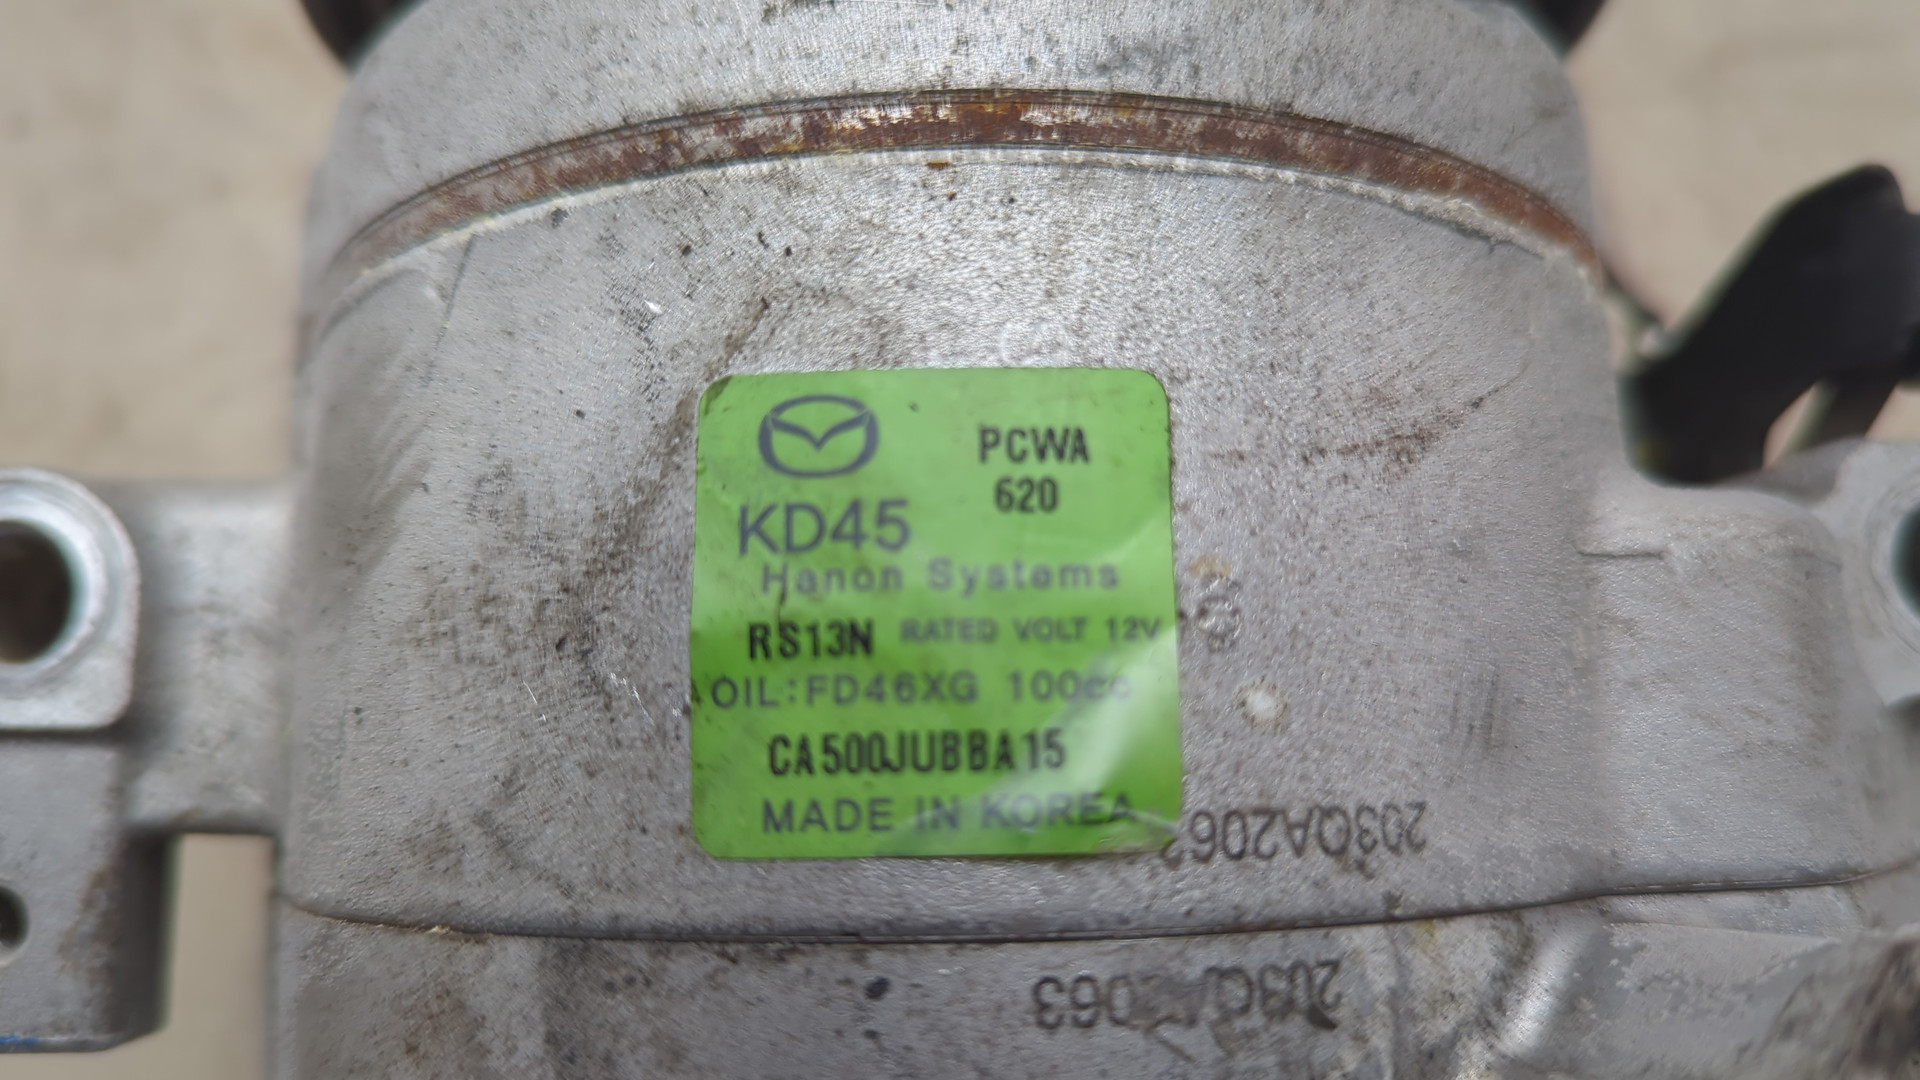 PCWA
620
KD45
Hanon Systems
RS13N RATED VOLT 12V
OIL:FD46XG 100cc
CA500JUBBA15
MADE IN KOREA